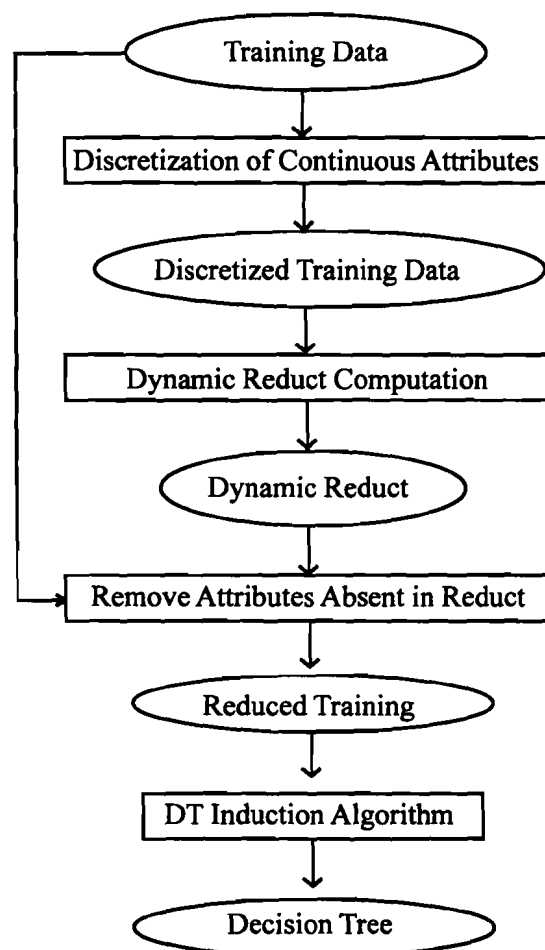 Training Data
Discretization of Continuous Attributes
Discretized Training Data
Dynamic Reduct Computation
Dynamic Reduct
Remove Attributes Absent in Reduct
Reduced Training
DT Induction Algorithm
Decision Tree